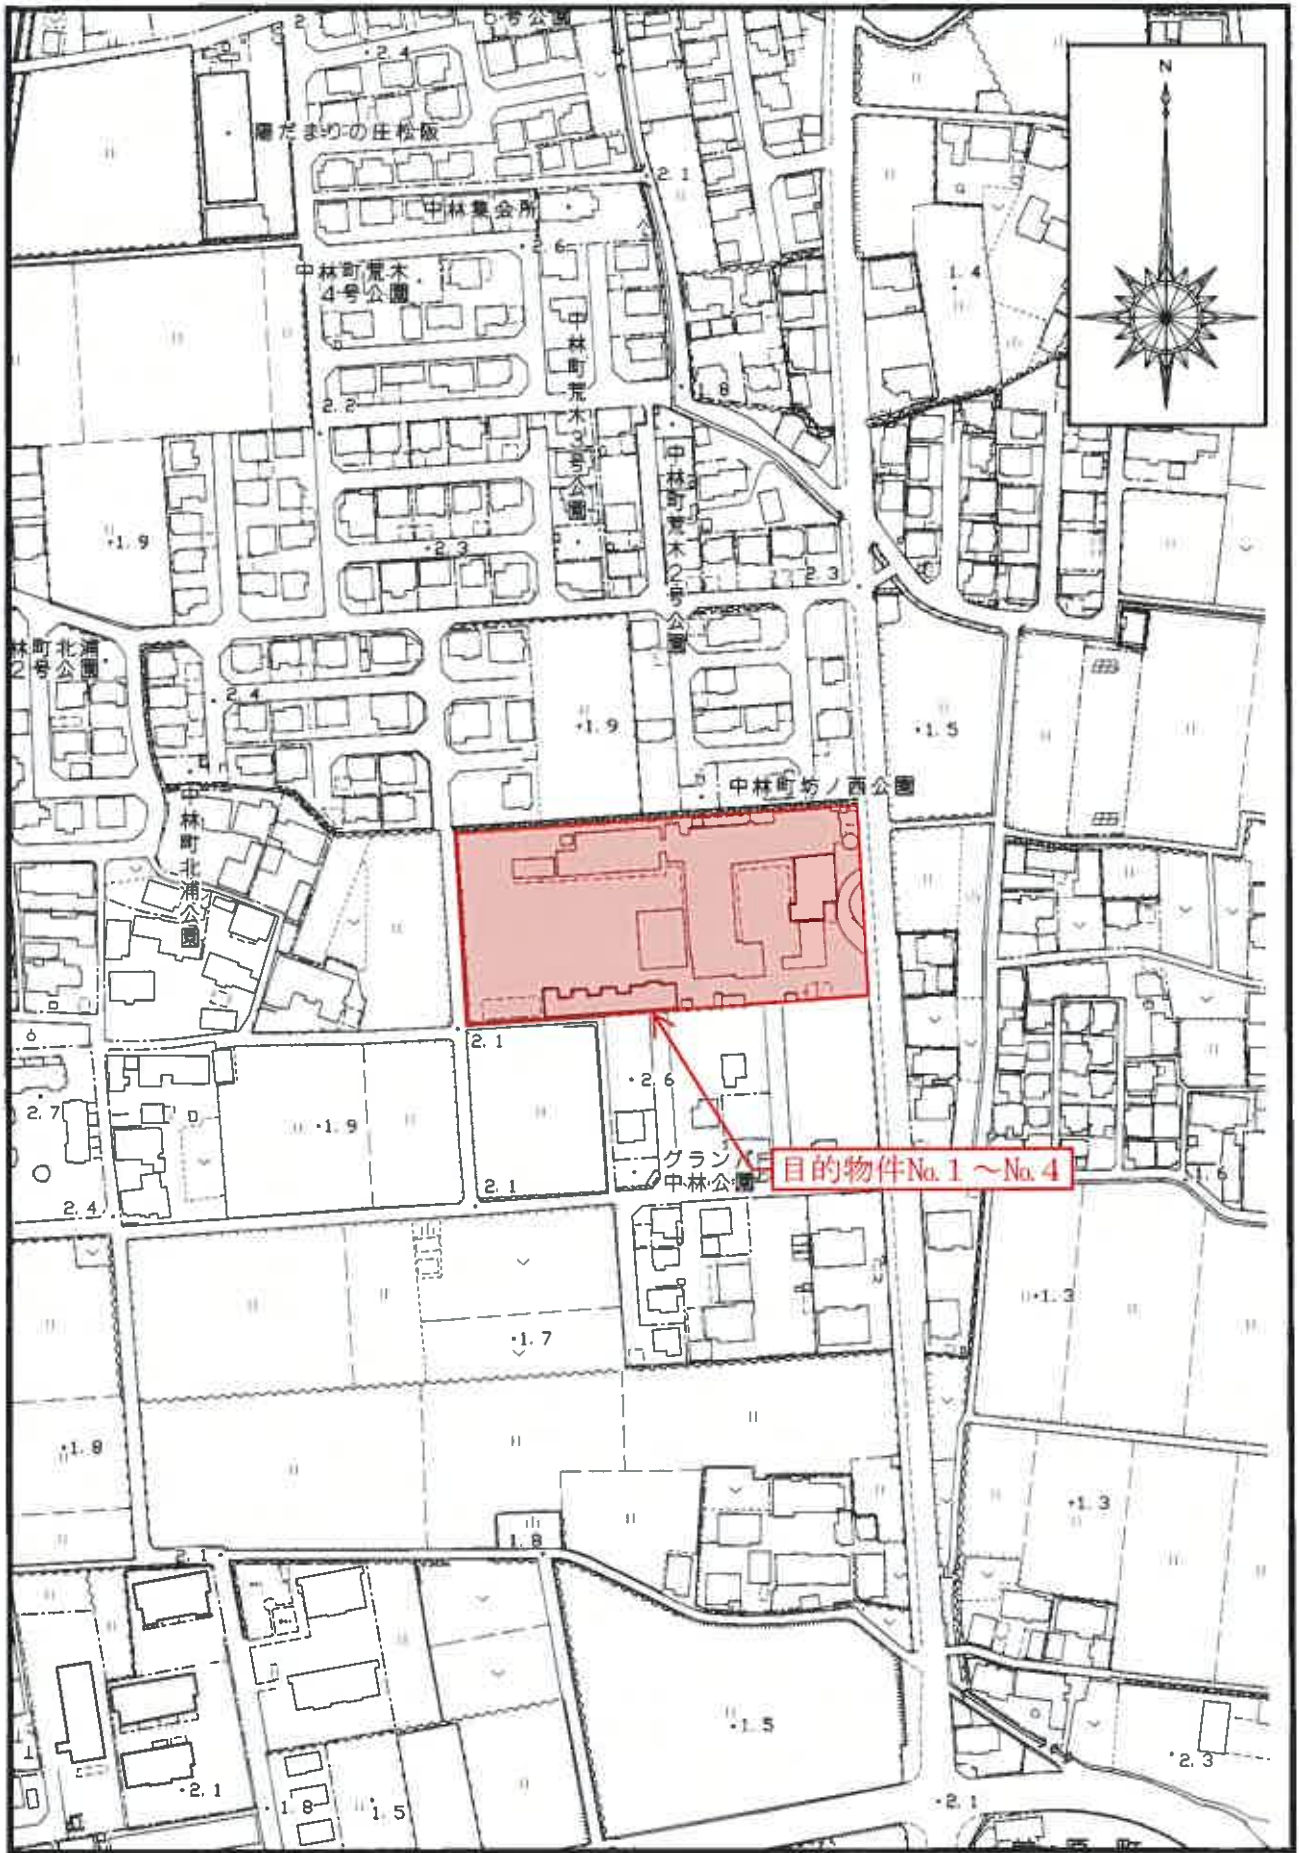 2.1
号公園
2.4
N
陽だまりの庄松阪
2.1
中林集会所
2.6
中林町荒木
4号公園
1.4
中林町荒木3号公園
1.8
2.2
中林町荒木2号公園
1.9
2.3
2.3
林町北浦
2号公園
2.4
1.9
1.5
中林町坊ノ西公園
中林町北浦公園
2.1
2.6
2.7
1.9
グランパ
中林公園
目的物件No.1～No.4
1.6
2.1
2.4
1.3
1.7
1.8
1.3
1.8
2.1
1.5
2.3
2.1
1.8
1.5
2.1